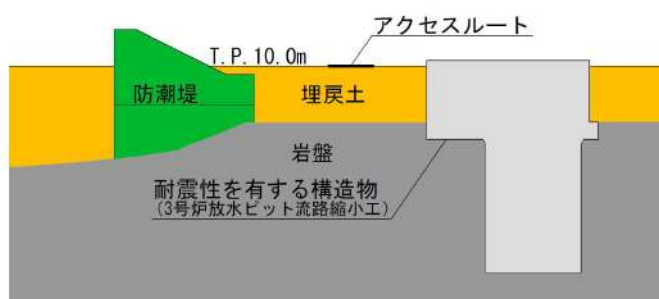 アクセスルート
T.P.10.0m
防潮堤
埋戻土
岩盤
耐震性を有する構造物
(3号炉放水ピット流路縮小工)